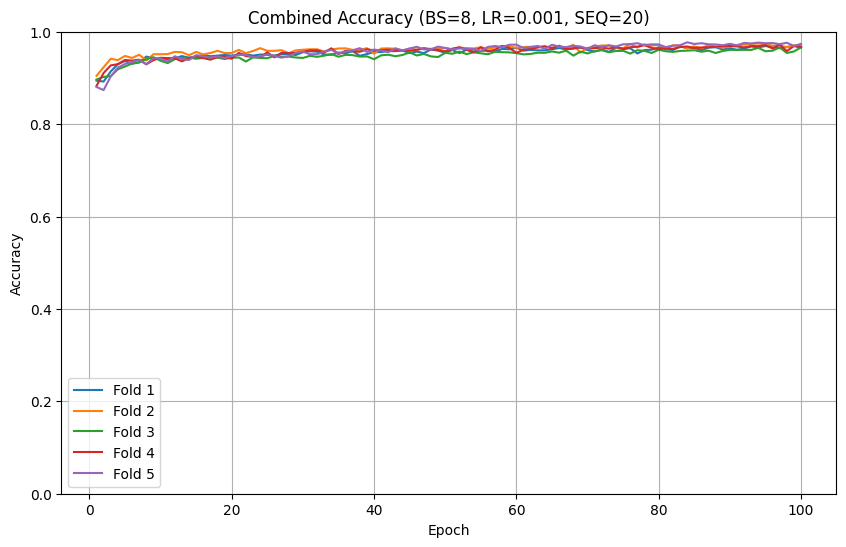 Combined Accuracy (BS=8, LR=0.001, SEQ=20)
1.0
0.8
0.6
0.4
0.2
0.0
Accuracy
Fold 1
Fold 2
Fold 3
Fold 4
Fold 5
0 20 40 60 80 100
Epoch